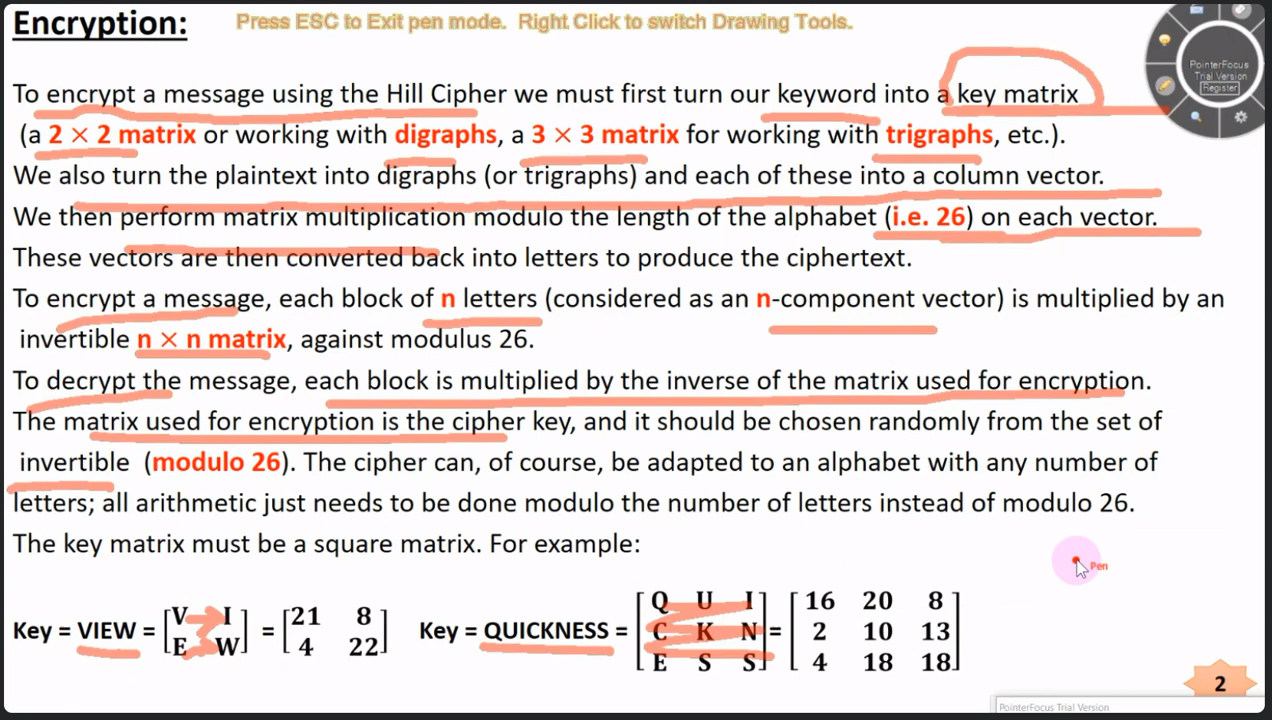 Encryption:
Press ESC to Exit pen mode. Right Click to switch Drawing Tools.
PointerFocus
Trial Version
Register
To encrypt a message using the Hill Cipher we must first turn our keyword into a key matrix
(a 2 × 2 matrix or working with digraphs, a 3 × 3 matrix for working with trigraphs, etc.).
We also turn the plaintext into digraphs (or trigraphs) and each of these into a column vector.
We then perform matrix multiplication modulo the length of the alphabet (i.e. 26) on each vector.
These vectors are then converted back into letters to produce the ciphertext.
To encrypt a message, each block of n letters (considered as an n-component vector) is multiplied by an
invertible n × n matrix, against modulus 26.
To decrypt the message, each block is multiplied by the inverse of the matrix used for encryption.
The matrix used for encryption is the cipher key, and it should be chosen randomly from the set of
invertible (modulo 26). The cipher can, of course, be adapted to an alphabet with any number of
letters; all arithmetic just needs to be done modulo the number of letters instead of modulo 26.
The key matrix must be a square matrix. For example:
Pen
Q U I 16 20 8
V I 21 8
Key = VIEW = = Key = QUICKNESS = C K N = 2 10 13
E W 4 22
E S S 4 18 18
2
PointerFocus Trial Version